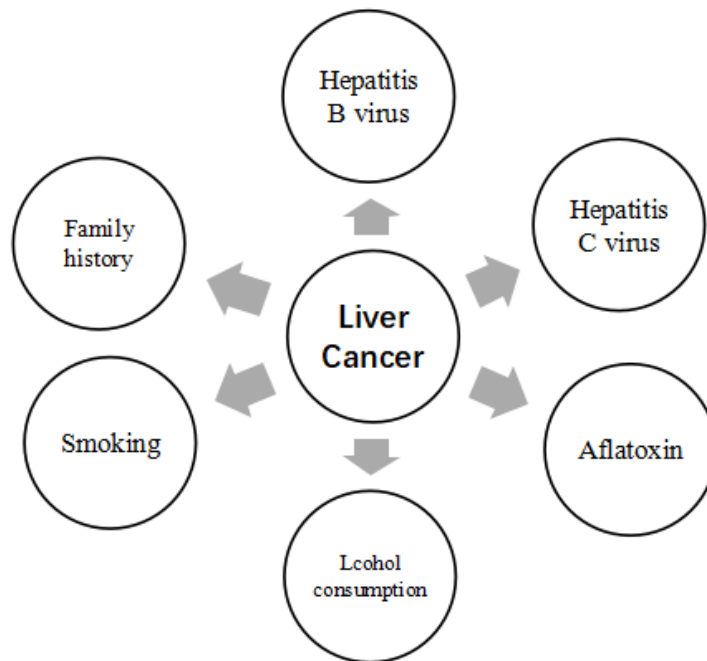 Hepatitis
B virus
Family
history
Hepatitis
C virus
Liver
Cancer
Smoking
Aflatoxin
Lcohol
consumption